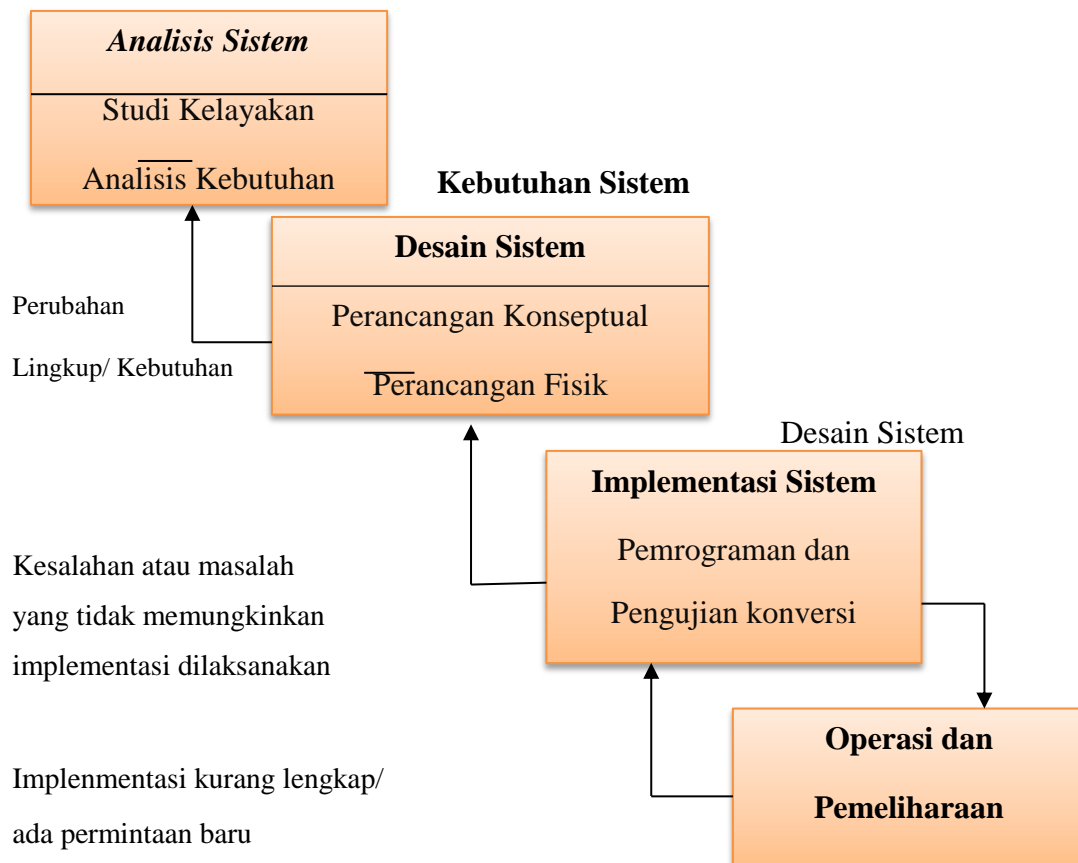 Analisis Sistem
Studi Kelayakan
Analisis Kebutuhan
Kebutuhan Sistem
Desain Sistem
Perancangan Konseptual
Perancangan Fisik
Perubahan
Lingkup/ Kebutuhan
Desain Sistem
Implementasi Sistem
Pemrograman dan
Pengujian konversi
Kesalahan atau masalah
yang tidak memungkinkan
implementasi dilaksanakan
Operasi dan
Pemeliharaan
Implenmentasi kurang lengkap/
ada permintaan baru